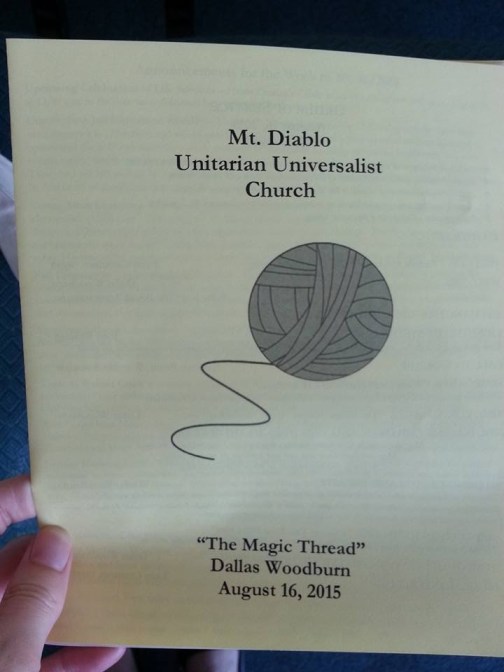 Mt. Diablo
Unitarian Universalist
Church
“The Magic Thread”
Dallas Woodburn
August 16, 2015